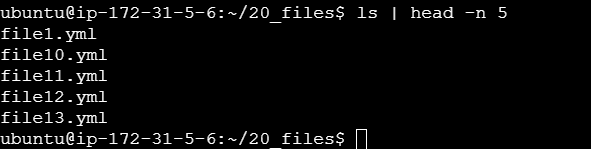 ubuntu@ip-172-31-5-6:~/20_files$ ls | head -n 5
file1.yml
file10.yml
file11.yml
file12.yml
file13.yml
ubuntu@ip-172-31-5-6:~/20_files$